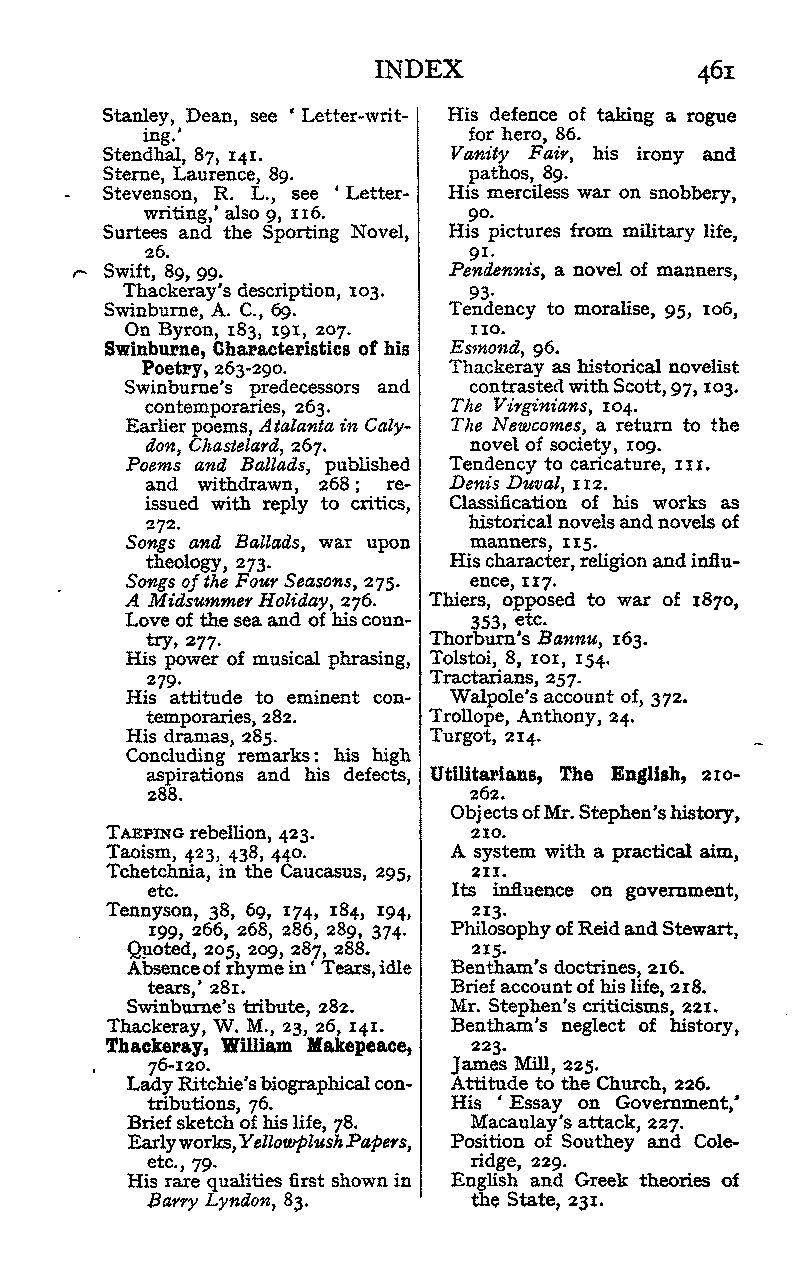 INDEX 461
Stanley, Dean, see ‘ Letter-writ-
ing.’
Stendhal, 87, 141.
Sterne, Laurence, 89.
Stevenson, R. L., see ‘ Letter-
writing,’ also 9, 116.
Surtees and the Sporting Novel,
26.
Swift, 89, 99.
Thackeray's description, 103.
Swinburne, A. C., 69.
On Byron, 183, 191, 207.
Swinburne, Characteristics of his
Poetry, 263-290.
Swinburne's predecessors and
contemporaries, 263.
Earlier poems, Atalanta in Caly-
don, Chastelard, 267.
Poems and Ballads, published
and withdrawn, 268; re-
issued with reply to critics,
272.
Songs and Ballads, war upon
theology, 273.
Songs of the Four Seasons, 275.
A Midsummer Holiday, 276.
Love of the sea and of his coun-
try, 277.
His power of musical phrasing,
279.
His attitude to eminent con-
temporaries, 282.
His dramas, 285.
Concluding remarks: his high
aspirations and his defects,
288.
TAEPING rebellion, 423.
Taoism, 423, 438, 440.
Tchetchnia, in the Caucasus, 295,
etc.
Tennyson, 38, 69, 174, 184, 194,
199, 266, 268, 286, 289, 374.
Quoted, 205, 209, 287, 288.
Absence of rhyme in ‘ Tears, idle
tears,’ 281.
Swinburne's tribute, 282.
Thackeray, W. M., 23, 26, 141.
Thackeray, William Makepeace,
76-120.
Lady Ritchie's biographical con-
tributions, 76.
Brief sketch of his life, 78.
Early works, Yellowplush Papers,
etc., 79.
His rare qualities first shown in
Barry Lyndon, 83.
His defence of taking a rogue
for hero, 86.
Vanity Fair, his irony and
pathos, 89.
His merciless war on snobbery,
90.
His pictures from military life,
91.
Pendennis, a novel of manners,
93.
Tendency to moralise, 95, 106,
110.
Esmond, 96.
Thackeray as historical novelist
contrasted with Scott, 97, 103.
The Virginians, 104.
The Newcomes, a return to the
novel of society, 109.
Tendency to caricature, 111.
Denis Duval, 112.
Classification of his works as
historical novels and novels of
manners, 115.
His character, religion and influ-
ence, 117.
Thiers, opposed to war of 1870,
353, etc.
Thorburn's Bannu, 163.
Tolstoi, 8, 101, 154.
Tractarians, 257.
Walpole's account of, 372.
Trollope, Anthony, 24.
Turgot, 214.
Utilitarians, The English, 210-
262.
Objects of Mr. Stephen's history,
210.
A system with a practical aim,
211.
Its influence on government,
213.
Philosophy of Reid and Stewart,
215.
Bentham's doctrines, 216.
Brief account of his life, 218.
Mr. Stephen's criticisms, 221.
Bentham's neglect of history,
223.
James Mill, 225.
Attitude to the Church, 226.
His ‘ Essay on Government,’
Macaulay's attack, 227.
Position of Southey and Cole-
ridge, 229.
English and Greek theories of
the State, 231.